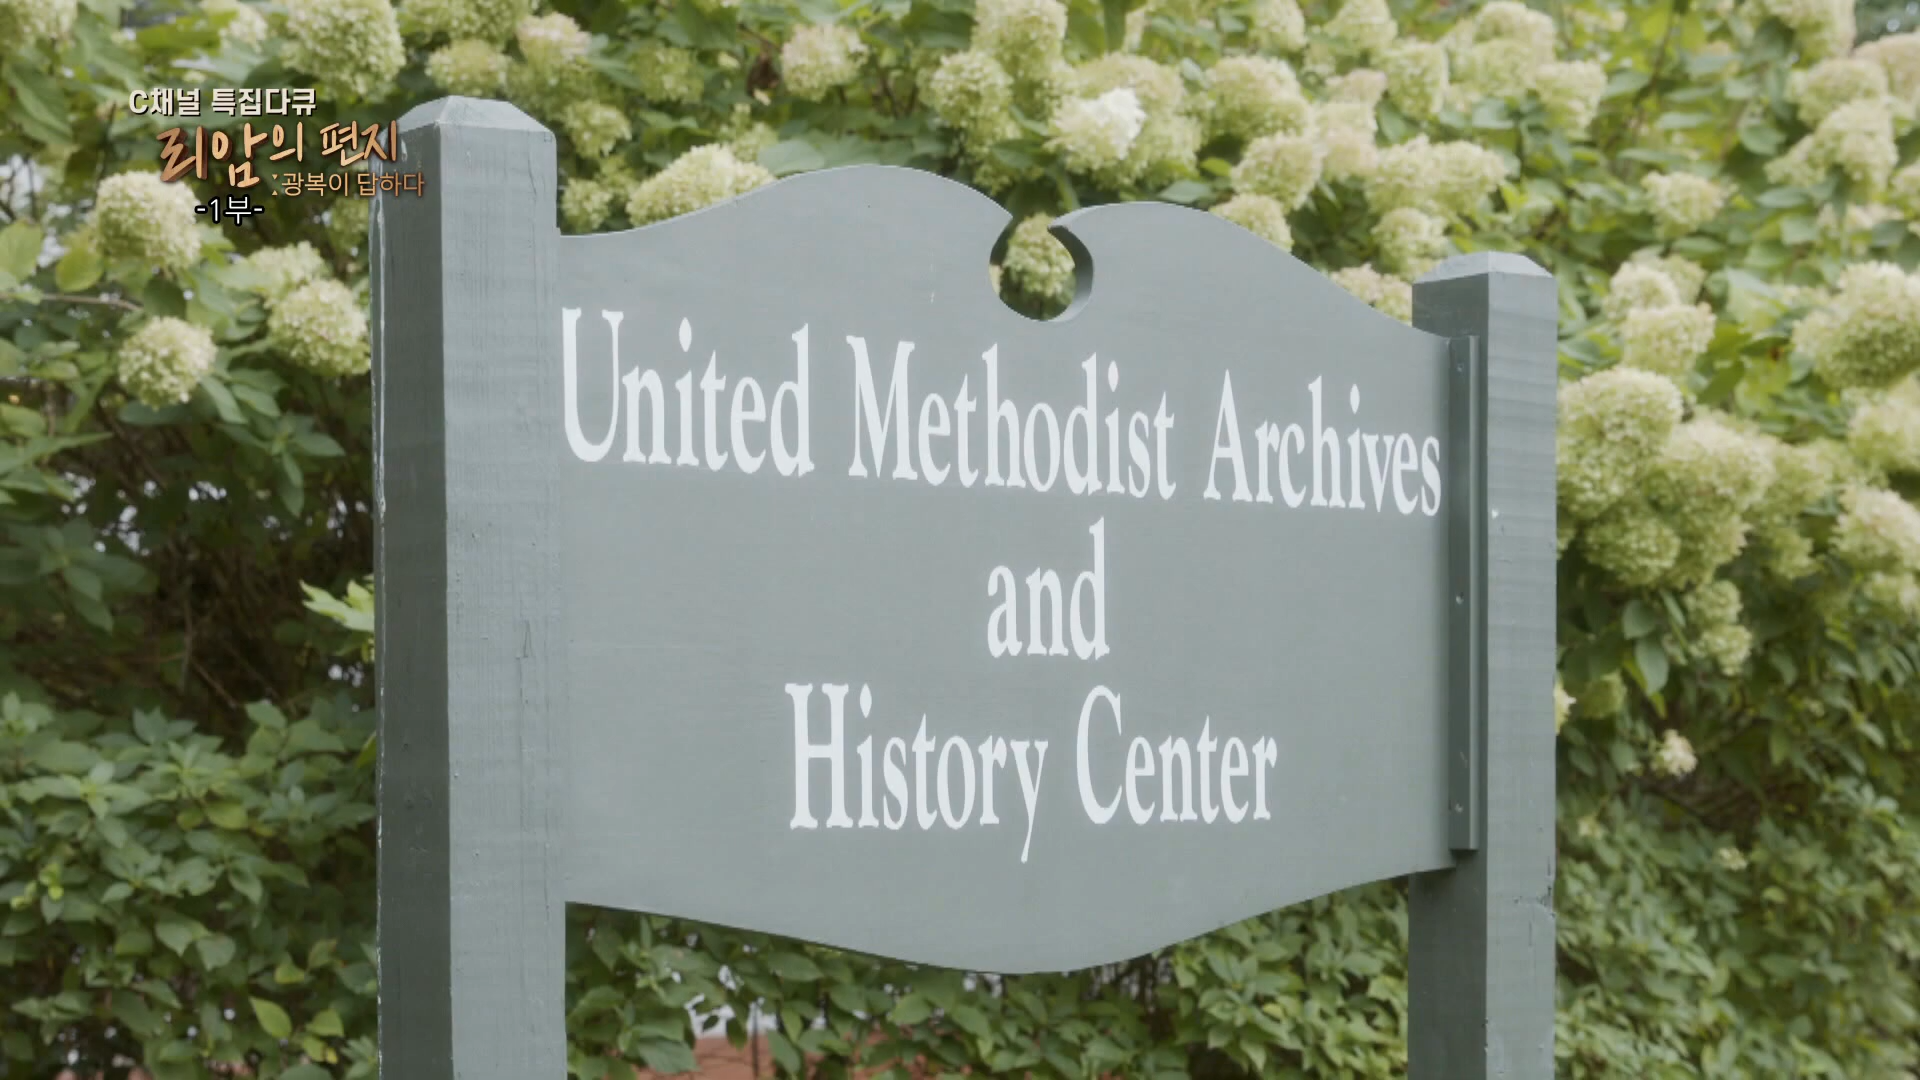 C채널 특집다큐
리암의 편지
:광복이 답하다
-1부-
United Methodist Archives
and
History Center